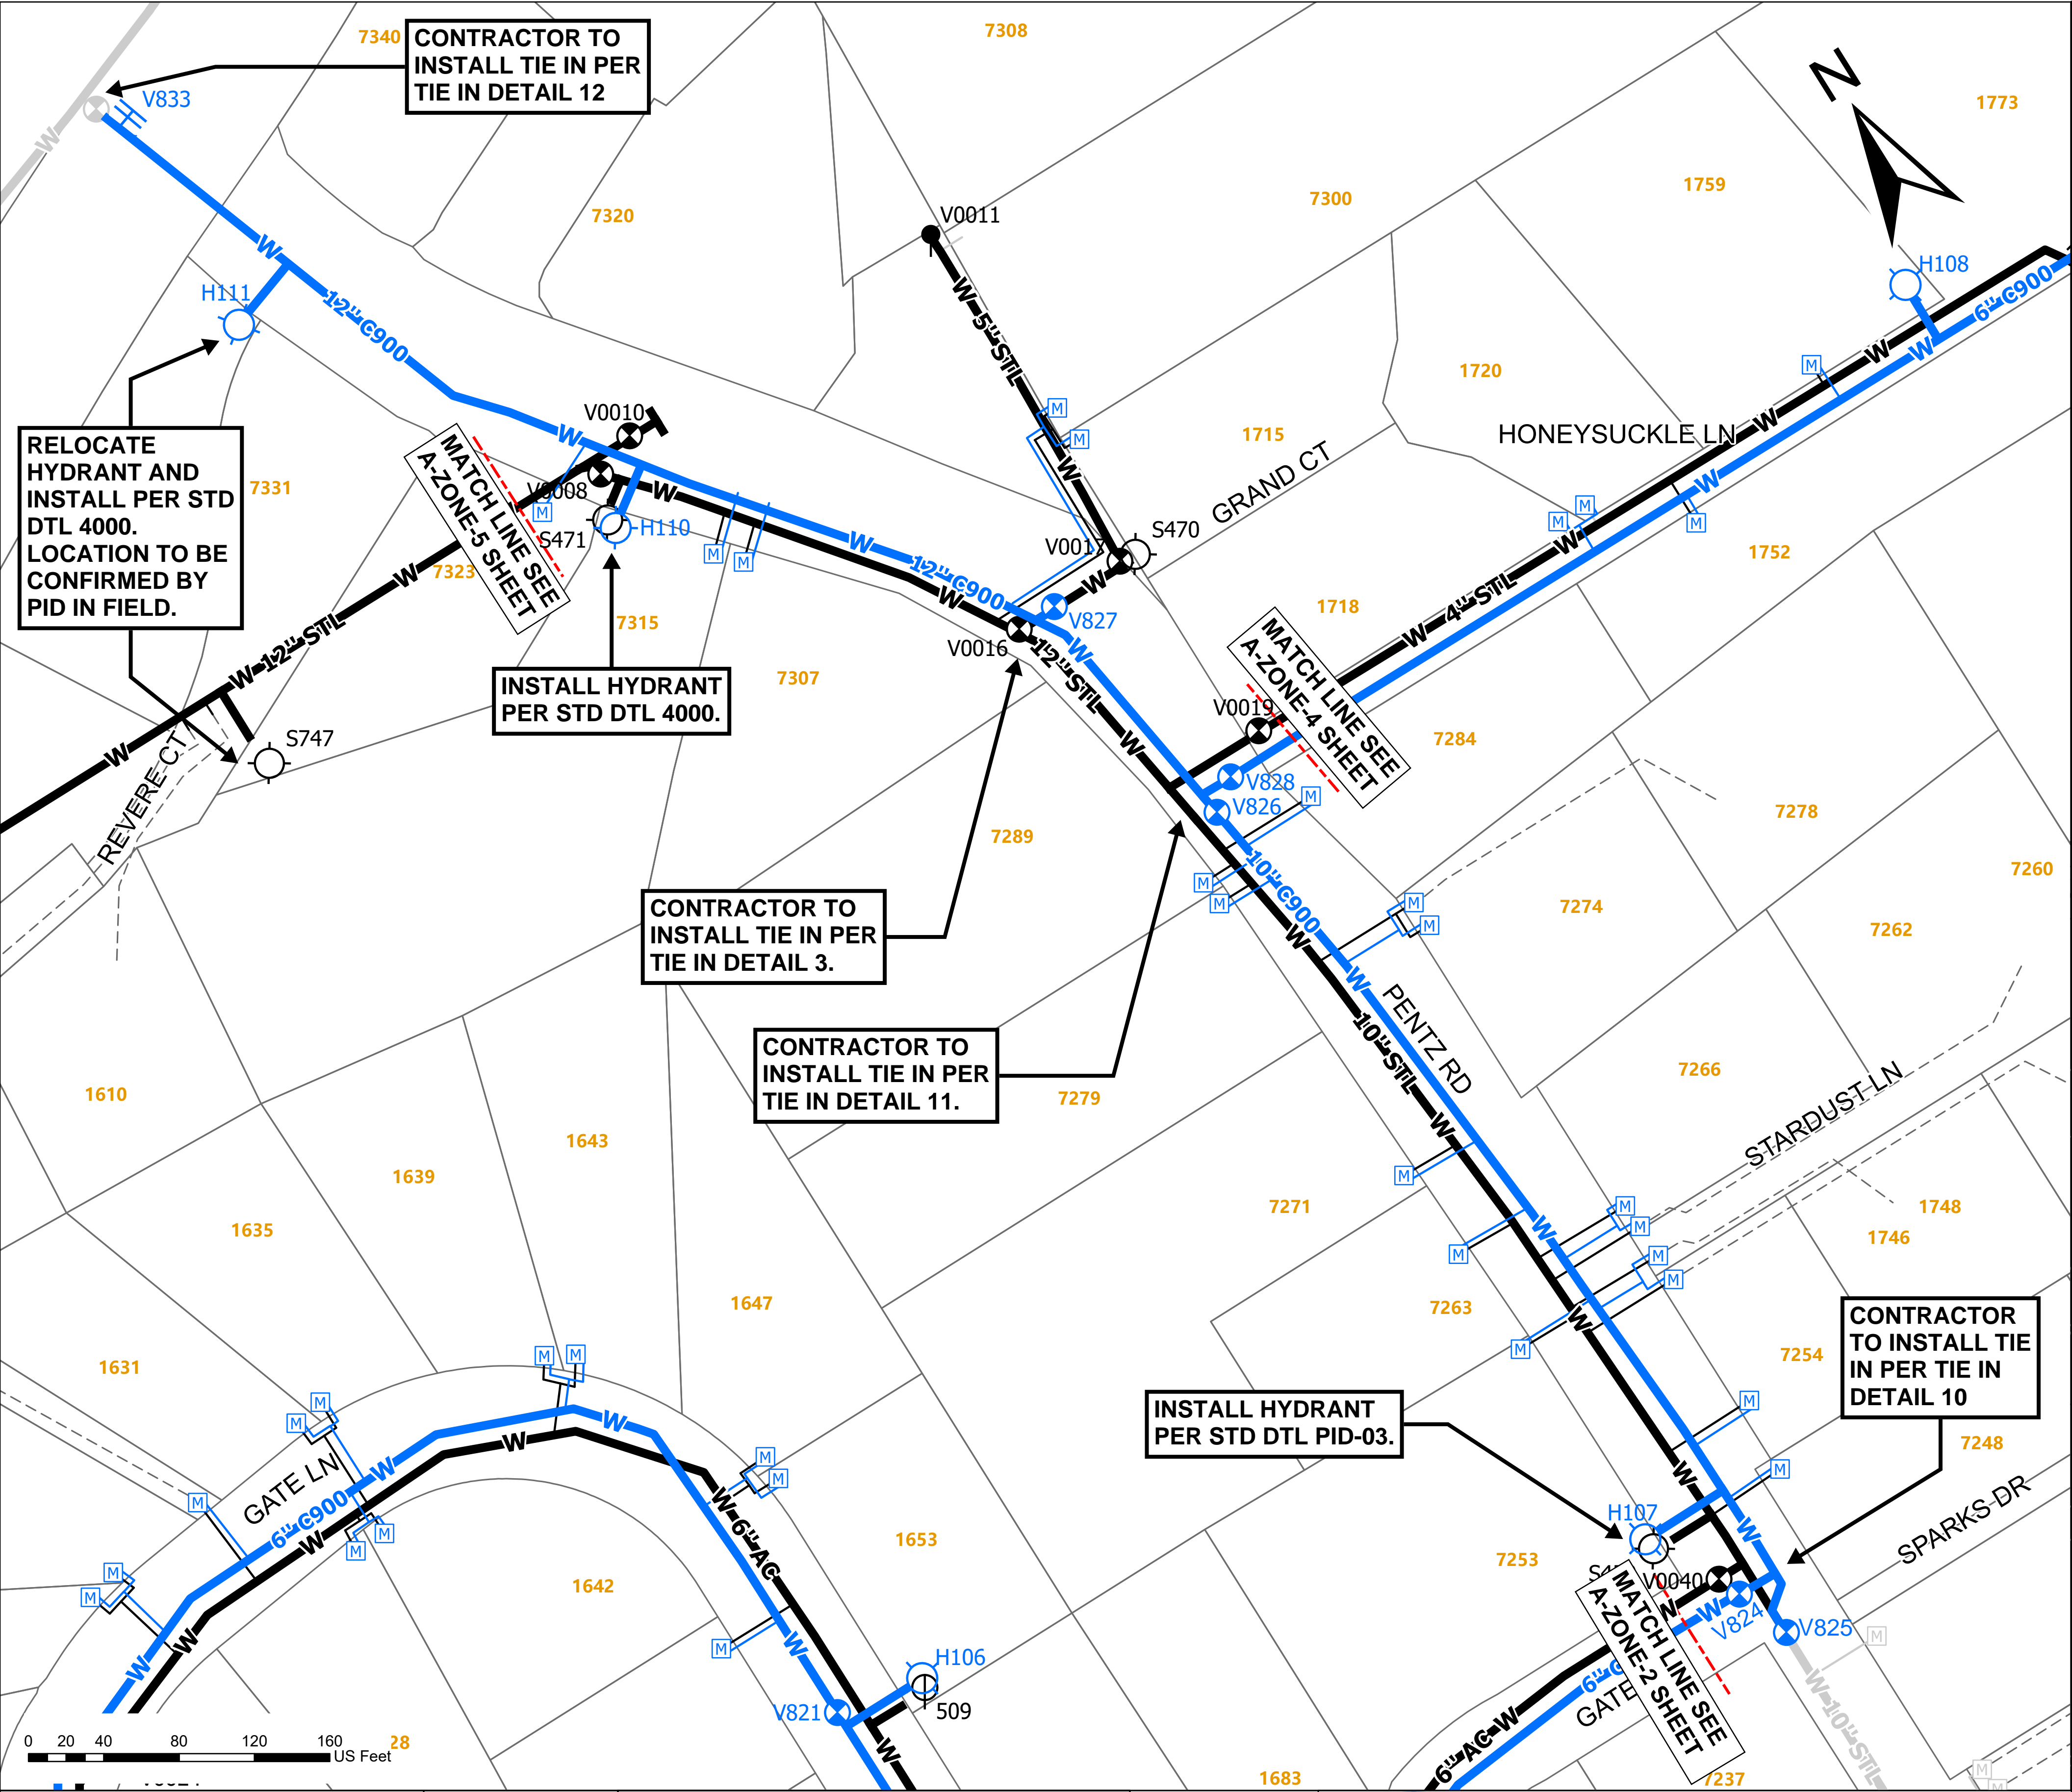 7340
CONTRACTOR TO
INSTALL TIE IN PER
TIE IN DETAIL 12
7308
N
1773
V833
W
7320
V0011
7300
1759
H108
W
H111
12" C900
W 5" STL
6" C900
W
W
M
1720
V0010
W
M
M
1715
GRAND CT
HONEYSUCKLE LN
W
RELOCATE
HYDRANT AND
INSTALL PER STD
DTL 4000.
LOCATION TO BE
CONFIRMED BY
PID IN FIELD.
7331
MATCH LINE SEE
A-ZONE-5 SHEET
V0008
W
W
W
M
S471
H110
M
M
W
V0017
S470
M
M
M
W
1752
7323
W
12" C900
W
W
7315
V827
1718
W 4" STL
V0016
W
W 12" STL
INSTALL HYDRANT
PER STD DTL 4000.
7307
12" STL
MATCH LINE SEE
A-ZONE-4 SHEET
V0019
W
S747
W
REVERE CT
7284
V828
V826
M
7278
7289
10" C900
M
M
7260
CONTRACTOR TO
INSTALL TIE IN PER
TIE IN DETAIL 3.
M
M
7274
7262
W
W
PENTZ RD
10" STL
CONTRACTOR TO
INSTALL TIE IN PER
TIE IN DETAIL 11.
7279
7266
STARDUST LN
1610
1643
W
1639
M
7271
1635
M
M
W
M
1748
1746
M
M
1647
7263
W
M
CONTRACTOR
TO INSTALL TIE
IN PER TIE IN
DETAIL 10
1631
M
M
7254
M
M
M
INSTALL HYDRANT
PER STD DTL PID-03.
W
W
7248
GATE LN
W
M
M
M
W
M
SPARKS DR
M
6" C900
W
M
M
W 6" AC
H107
W
1653
7253
1642
M
M
V0040
W
V824
V825
M
MATCH LINE SEE
A-ZONE-2 SHEET
W
W
M
W
H106
V821
509
W
GATE
6" AC W
W 10" STL
0 20 40 80 120 160
US Feet
28
1683
7237
M
M